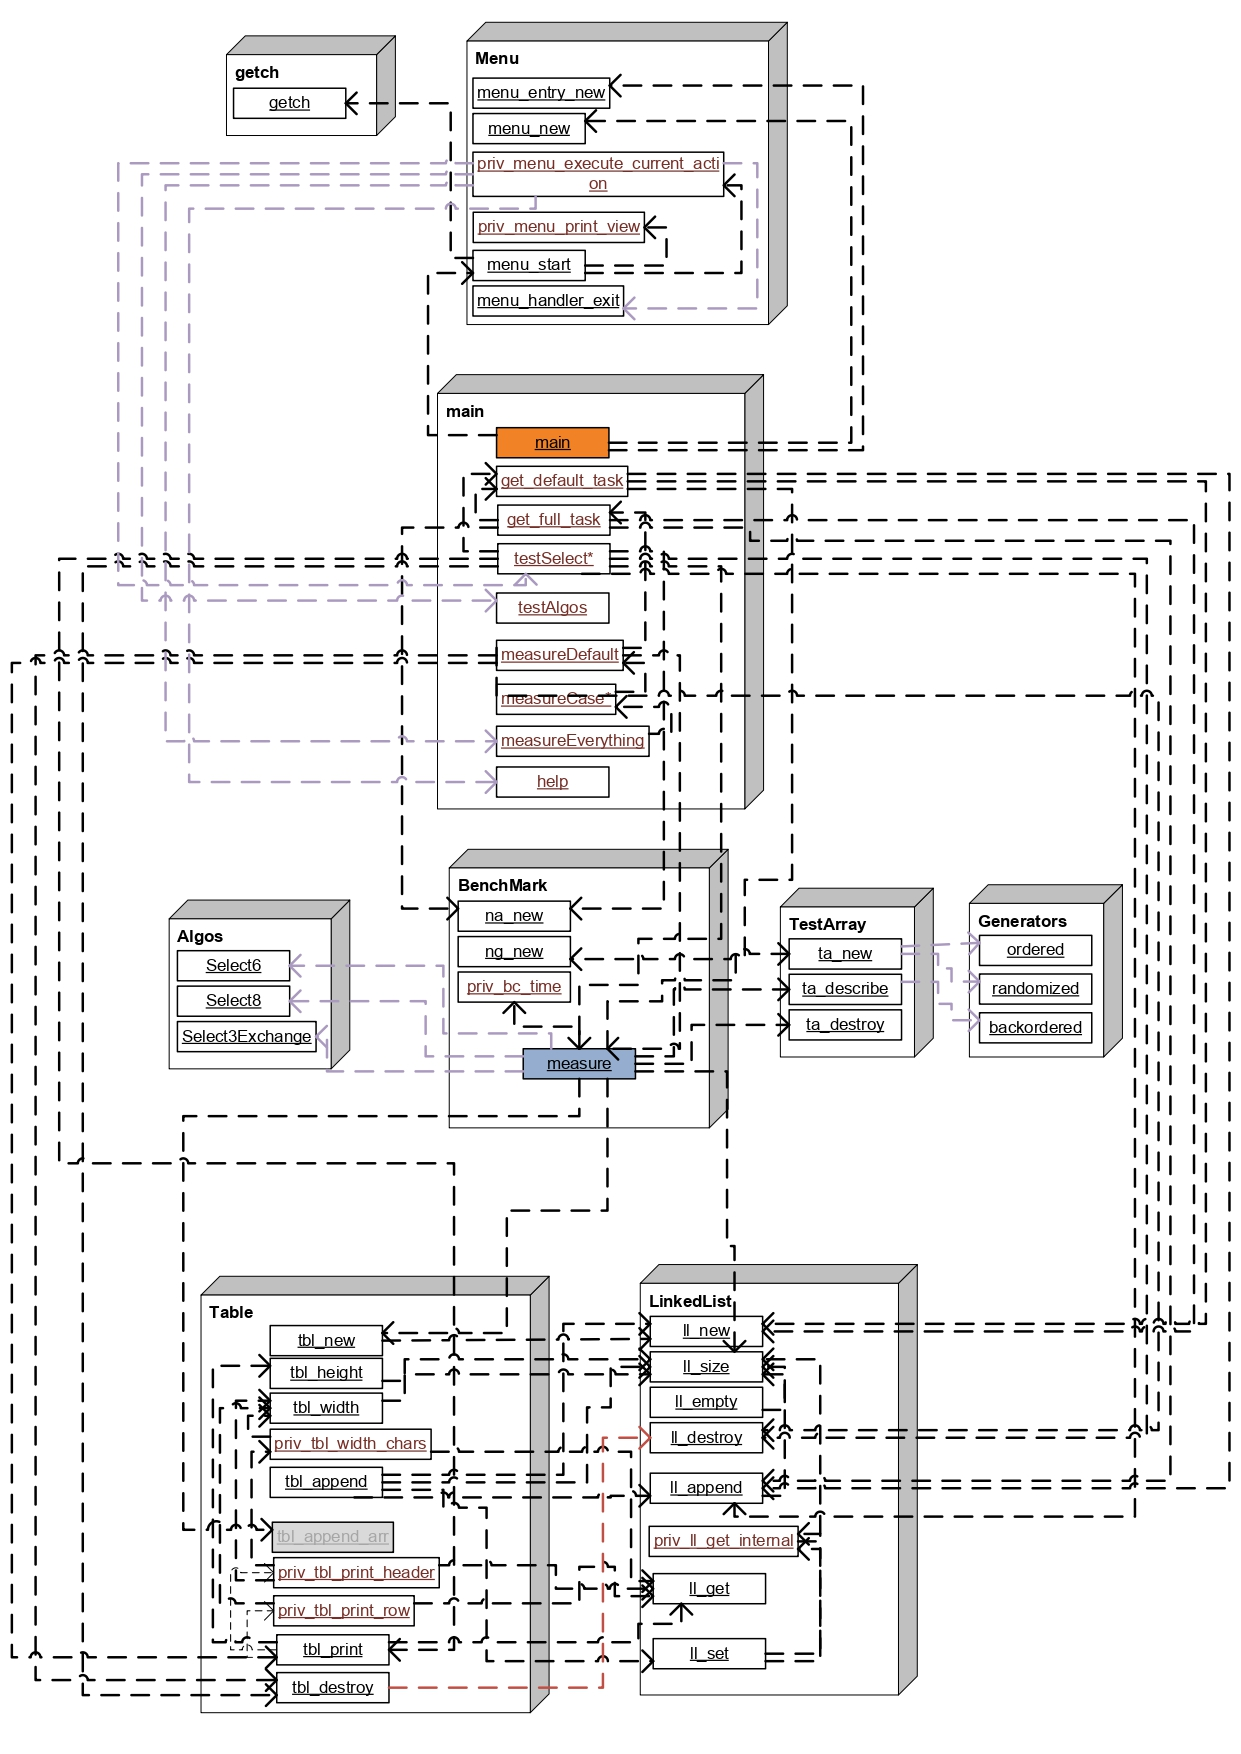 getch
getch
Menu
menu_entry_new
menu_new
priv_menu_execute_current_acti
on
priv_menu_print_view
menu_start
menu_handler_exit
main
main
get_default_task
get_full_task
testSelect*
testAlgos
measureDefault
measureCase*
measureEverything
help
BenchMark
na_new
ng_new
priv_bc_time
measure
Algos
Select6
Select8
Select3Exchange
TestArray
ta_new
ta_describe
ta_destroy
Generators
ordered
randomized
backordered
Table
tbl_new
tbl_height
tbl_width
priv_tbl_width_chars
tbl_append
tbl_append_arr
priv_tbl_print_header
priv_tbl_print_row
tbl_print
tbl_destroy
LinkedList
ll_new
ll_size
ll_empty
ll_destroy
ll_append
priv_ll_get_internal
ll_get
ll_set